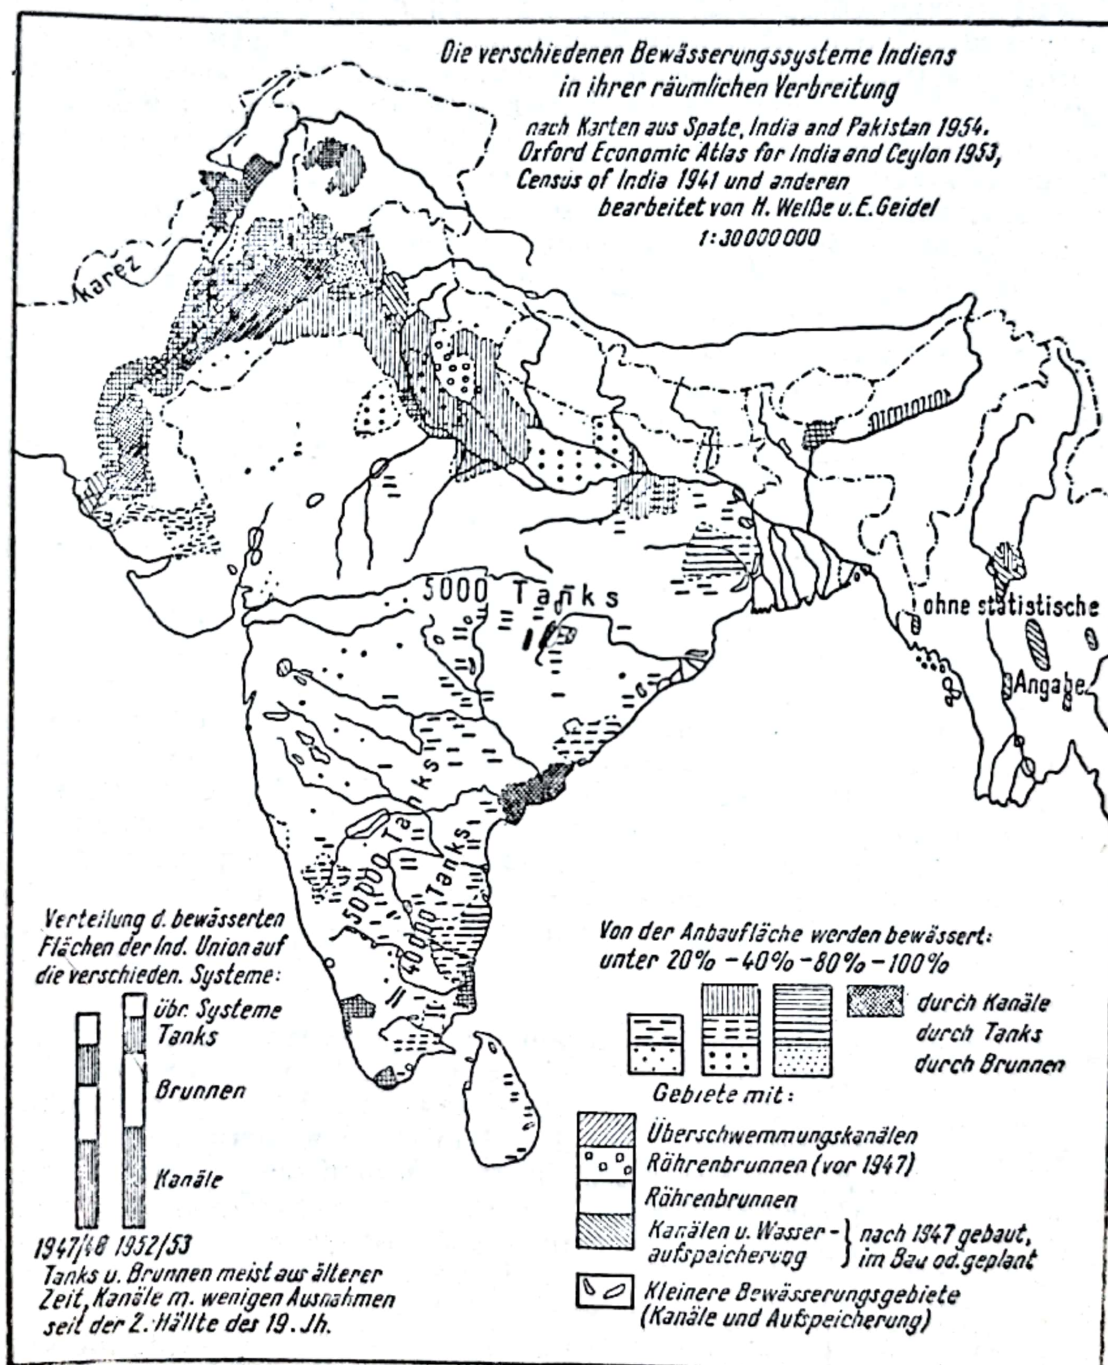 Die verschiedenen Bewässerungssysteme Indiens
in ihrer räumlichen Verbreitung
nach Karten aus Spate, India and Pakistan 1954.
Oxford Economic Atlas for India and Ceylon 1953,
Census of India 1941 und anderen
bearbeitet von H. Weiße u. E. Geidel
1:30000000
Karez
5000 Tanks
ohne statistische
Angabe
50000 Tanks
40000 Tanks
Verteilung d. bewässerten
Flächen der Ind. Union auf
die verschieden. Systeme:
übr. Systeme
Tanks
Brunnen
Kanäle
1947/48 1952/53
Tanks u. Brunnen meist aus älterer
Zeit, Kanäle m. wenigen Ausnahmen
seit der 2. Hällte des 19. Jh.
Von der Anbaufläche werden bewässert:
unter 20% - 40% - 80% - 100%
durch Kanäle
durch Tanks
durch Brunnen
Gebiete mit:
Überschwemmungskanälen
Röhrenbrunnen (vor 1947)
Röhrenbrunnen
Kanälen u. Wasser-
aufspeicherung
nach 1947 gebaut,
im Bau od. geplant
Kleinere Bewässerungsgebiete
(Kanäle und Aufspeicherung)